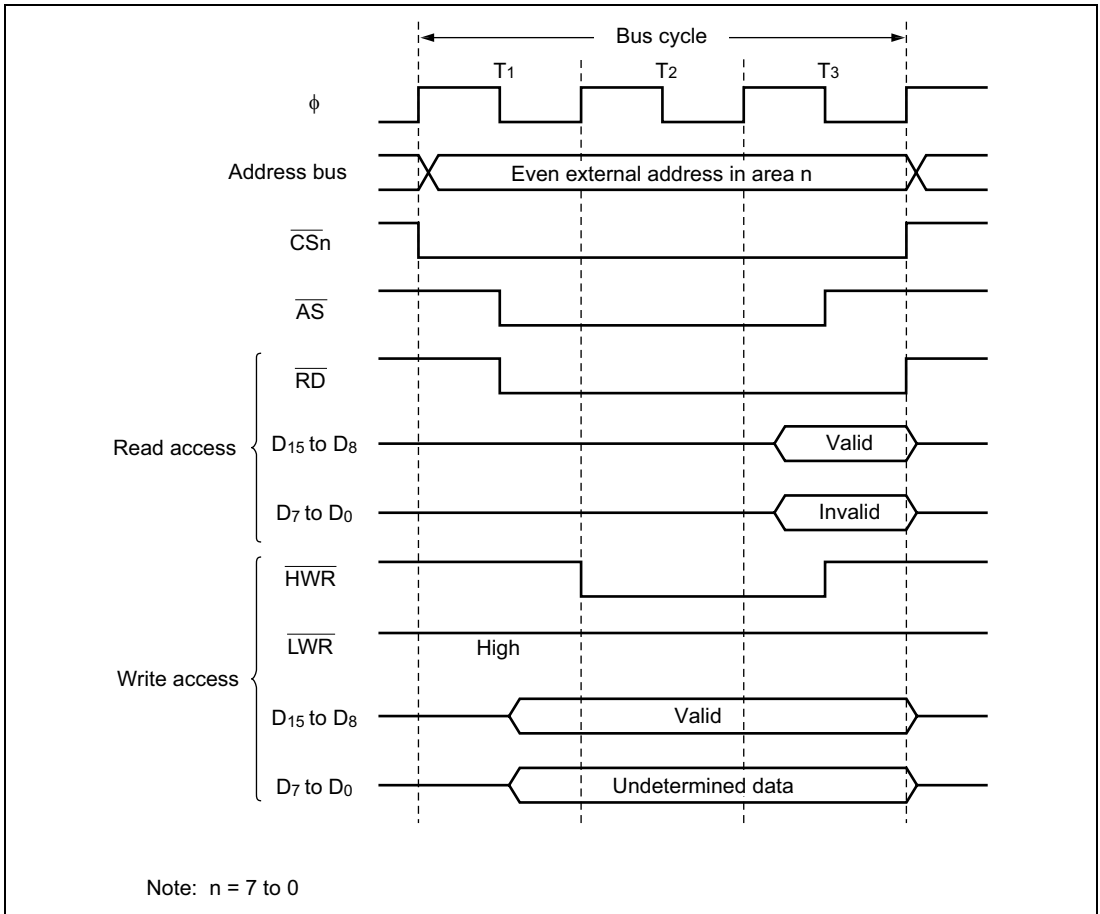 Bus cycle
T1 T2 T3
ϕ
Address bus Even external address in area n
CSn
AS
RD
Read access D15 to D8 Valid
D7 to D0 Invalid
HWR
LWR High
Write access
D15 to D8 Valid
D7 to D0 Undetermined data
Note: n = 7 to 0